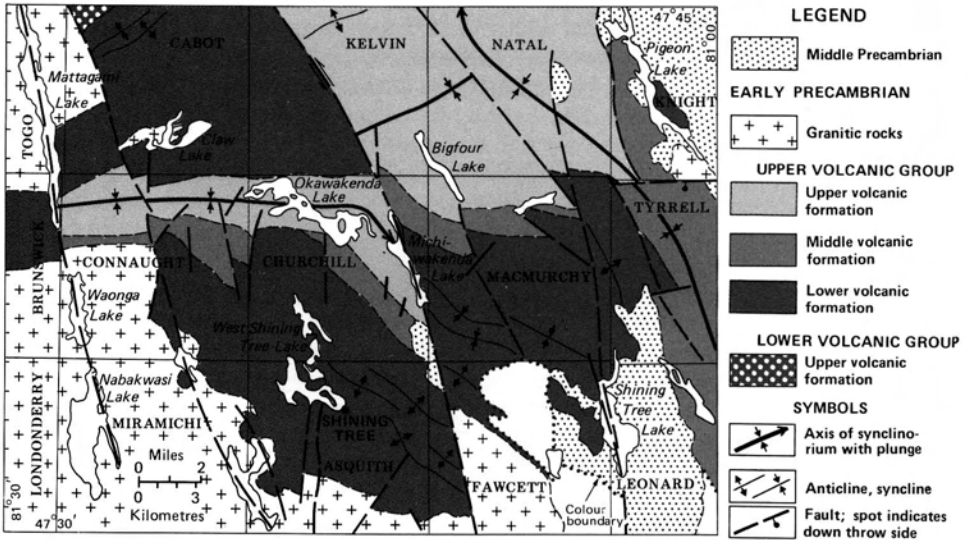 47°45'
81°00'
CABOT
KELVIN
NATAL
Pigeon
Lake
KNIGHT
Mattagami
Lake
TOGO
Claw
Lake
Bigfour
Lake
Okawakenda
Lake
TYRRELL
BRUNSWICK
CONNAUGHT
CHURCHILL
Michi-
wakenda
Lake
MACMURCHY
Waonga
Lake
West Shining
Tree Lake
Nabakwasi
Lake
Shining
Tree
Lake
LONDONDERRY
MIRAMICHI
SHINING
TREE
ASQUITH
FAWCETT
LEONARD
Miles
2 0 2
3 0 3
Kilometres
Colour
boundary
81°30'
47°30'
LEGEND
Middle Precambrian
EARLY PRECAMBRIAN
Granitic rocks
UPPER VOLCANIC GROUP
Upper volcanic
formation
Middle volcanic
formation
Lower volcanic
formation
LOWER VOLCANIC GROUP
Upper volcanic
formation
SYMBOLS
Axis of synclino-
rium with plunge
Anticline, syncline
Fault; spot indicates
down throw side